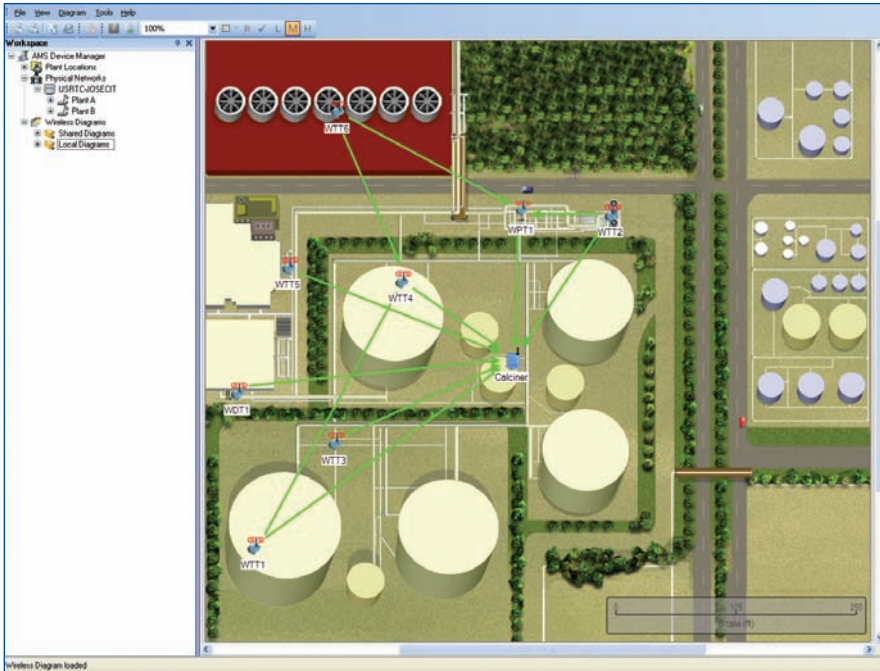 File View Diagram Tools Help
R L M H
100%
Workspace
AMS Device Manager
Plant Locations
Physical Networks
USRTC-JOSECIT
Plant A
Plant B
Wireless Diagrams
Shared Diagrams
Local Diagrams
WTT6
WPT1
WTT2
WTT5
WTT4
Calciner
WDT1
WTT3
WTT1
0 125 250
Scale (ft)
Wireless Diagram loaded